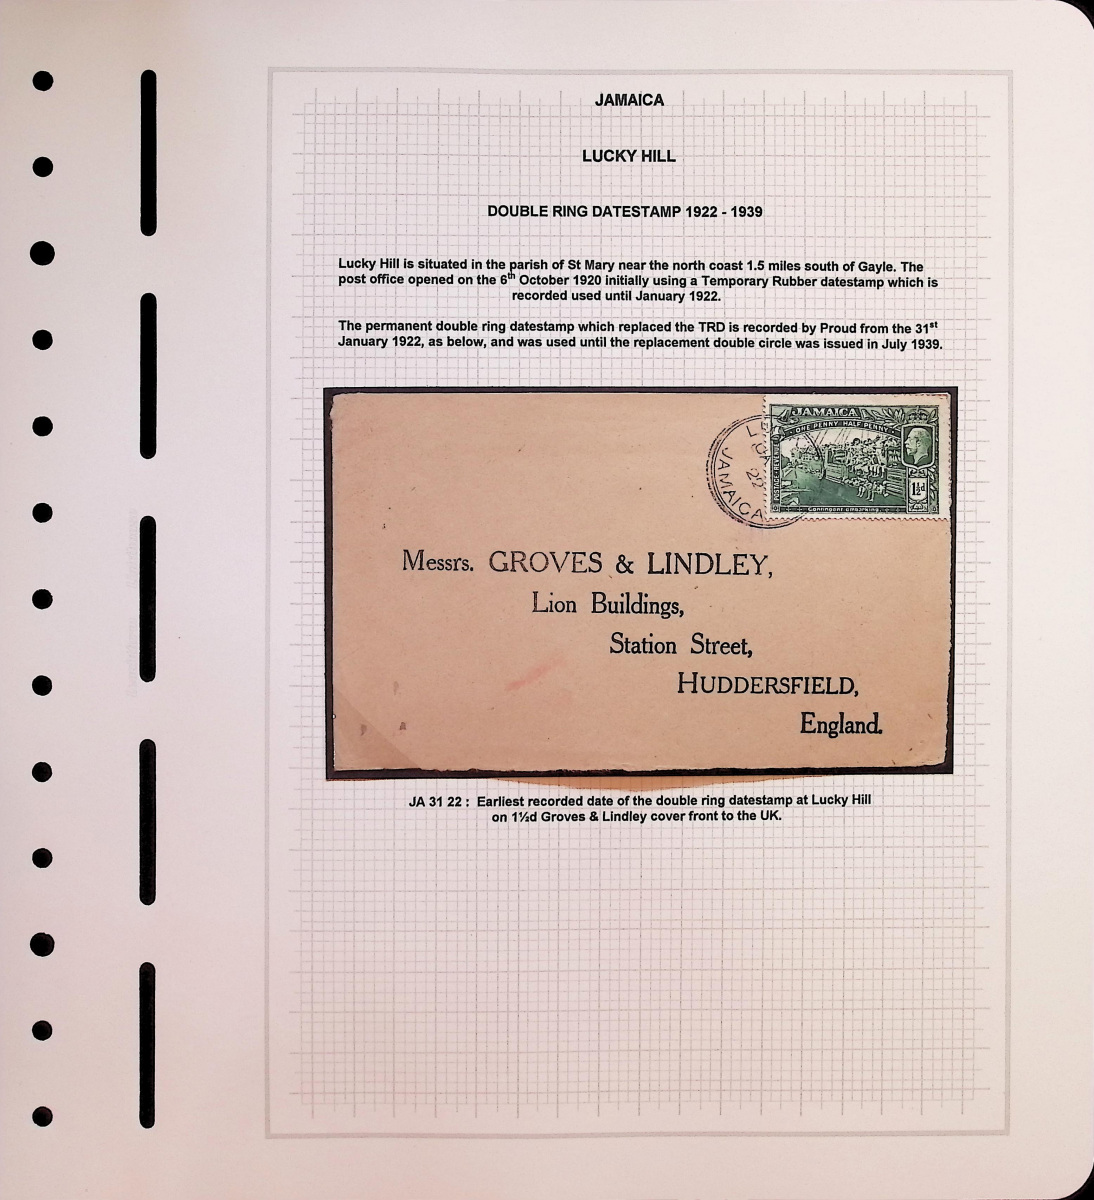 JAMAICA
LUCKY HILL
DOUBLE RING DATESTAMP 1922 - 1939
Lucky Hill is situated in the parish of St Mary near the north coast 1.5 miles south of Gayle. The
post office opened on the 6th October 1920 initially using a Temporary Rubber datestamp which is
recorded used until January 1922.
The permanent double ring datestamp which replaced the TRD is recorded by Proud from the 31st
January 1922, as below, and was used until the replacement double circle was issued in July 1939.
JAMAICA
ONE PENNY HALF PENNY
POSTAGE & REVENUE
1½d
Contingent embarking.
JAMAICA
22
Messrs. GROVES & LINDLEY,
Lion Buildings,
Station Street,
HUDDERSFIELD,
England.
JA 31 22 : Earliest recorded date of the double ring datestamp at Lucky Hill
on 1½d Groves & Lindley cover front to the UK.